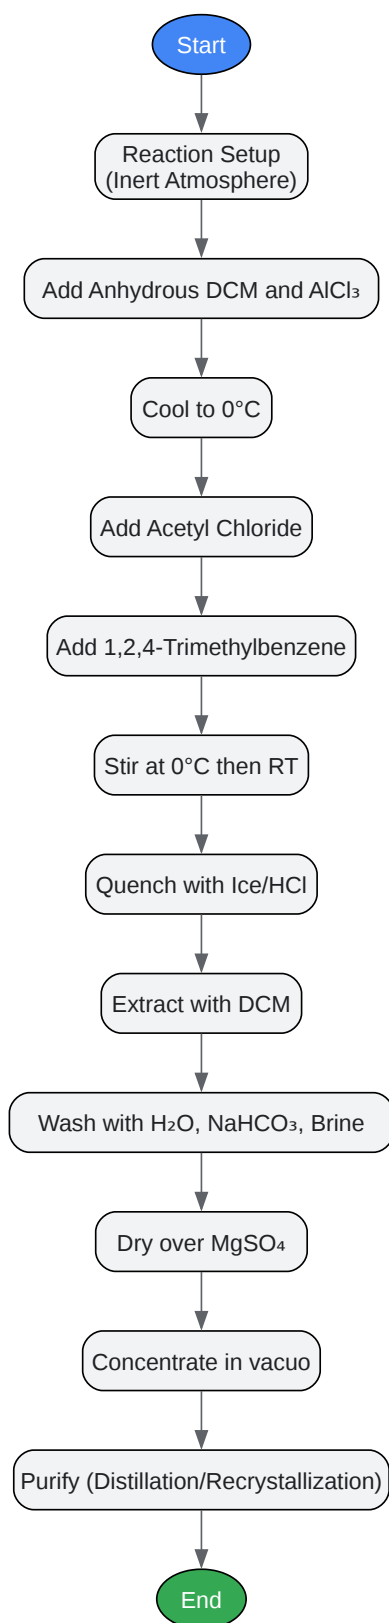 Start
Reaction Setup
(Inert Atmosphere)
Add Anhydrous DCM and AlCl₃
Cool to 0°C
Add Acetyl Chloride
Add 1,2,4-Trimethylbenzene
Stir at 0°C then RT
Quench with Ice/HCl
Extract with DCM
Wash with H₂O, NaHCO₃, Brine
Dry over MgSO₄
Concentrate in vacuo
Purify (Distillation/Recrystallization)
End